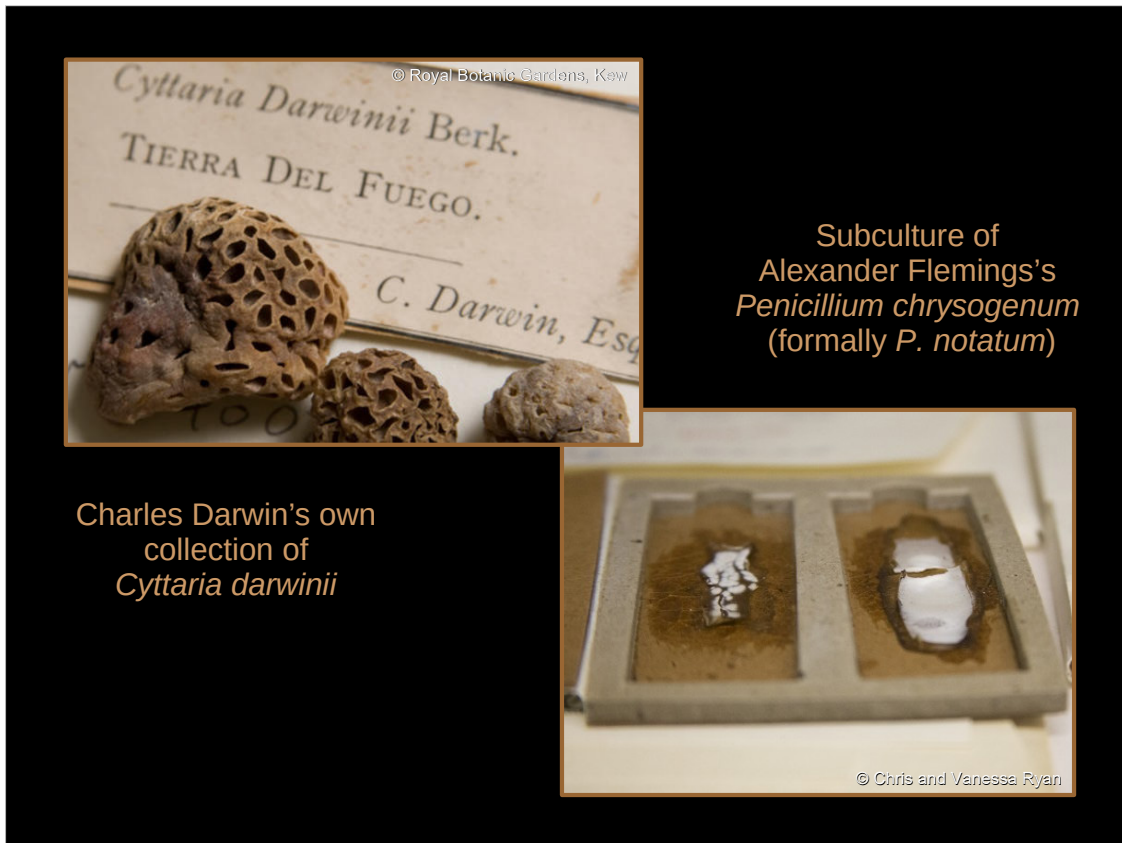 © Royal Botanic Gardens, Kew
Cyttaria Darwinii Berk.
TIERRA DEL FUEGO.
C. Darwin, Esq
700
Charles Darwin’s own
collection of
Cyttaria darwinii
Subculture of
Alexander Flemings’s
Penicillium chrysogenum
(formally P. notatum)
© Chris and Vanessa Ryan